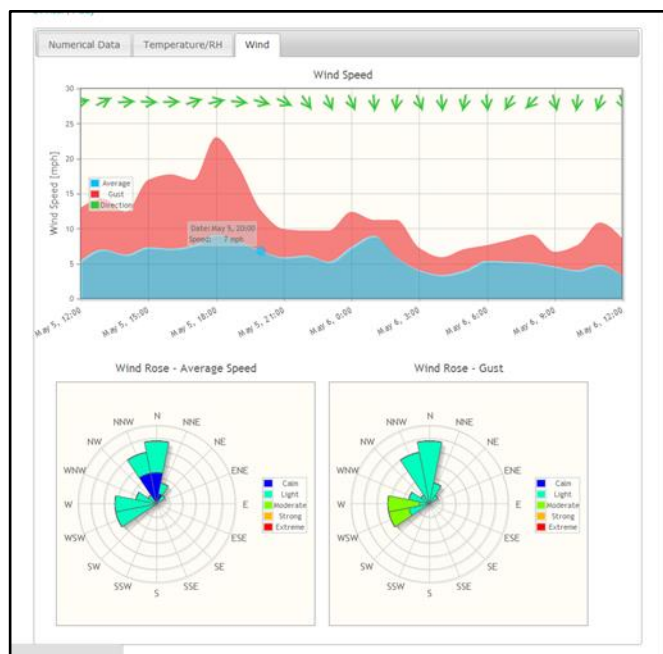 Numerical Data Temperature/RH Wind
Wind Speed
Wind Speed [mph]
30
25
20
15
10
5
0
Average
Gust
Direction
Date: May 5, 20:00
Speed: 7 mph
May 5, 12:00
May 5, 15:00
May 5, 18:00
May 5, 21:00
May 6, 0:00
May 6, 3:00
May 6, 6:00
May 6, 9:00
May 6, 12:00
Wind Rose - Average Speed
N
NNE
NE
ENE
E
ESE
SE
SSE
S
SSW
SW
WSW
W
WNW
NW
NNW
Calm
Light
Moderate
Strong
Extreme
Wind Rose - Gust
N
NNE
NE
ENE
E
ESE
SE
SSE
S
SSW
SW
WSW
W
WNW
NW
NNW
Calm
Light
Moderate
Strong
Extreme